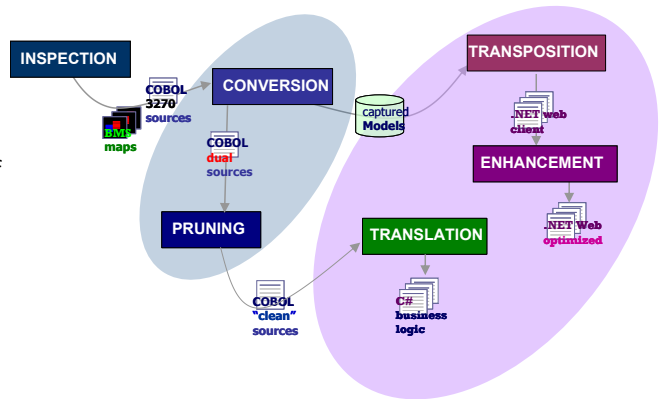 INSPECTION
COBOL
3270
sources
BMS
maps
CONVERSION
COBOL
dual
sources
PRUNING
COBOL
“clean”
sources
captured
Models
TRANSPOSITION
.NET web
client
ENHANCEMENT
.NET Web
optimized
TRANSLATION
C#
business
logic
: